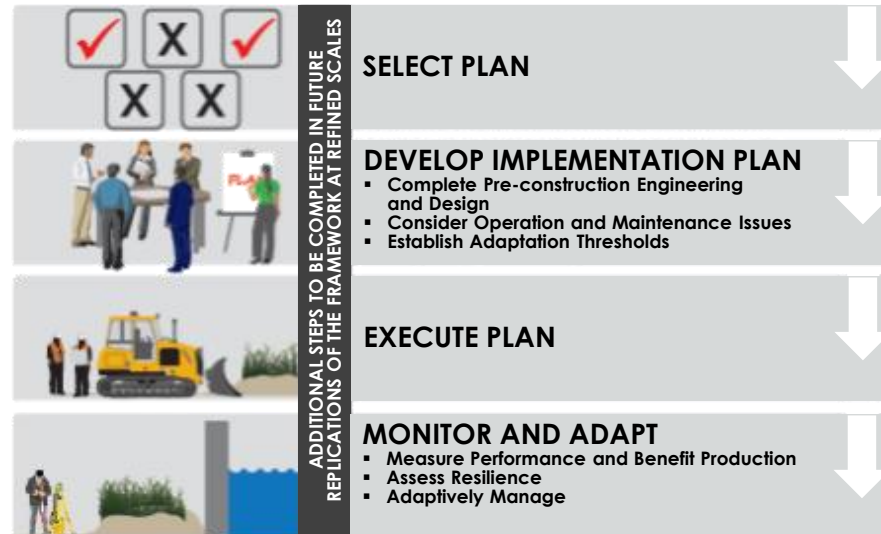 X
X X
ADDITIONAL STEPS TO BE COMPLETED IN FUTURE
REPLICATIONS OF THE FRAMEWORK AT REFINED SCALES
SELECT PLAN
PLAN
DEVELOP IMPLEMENTATION PLAN
▪ Complete Pre-construction Engineering
and Design
▪ Consider Operation and Maintenance Issues
▪ Establish Adaptation Thresholds
EXECUTE PLAN
MONITOR AND ADAPT
▪ Measure Performance and Benefit Production
▪ Assess Resilience
▪ Adaptively Manage